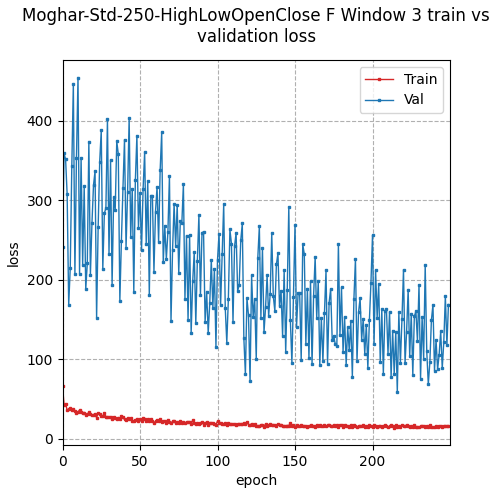 Moghar-Std-250-HighLowOpenClose F Window 3 train vs
validation loss
Train
Val
loss
400
300
200
100
0
0
50
100
150
200
epoch